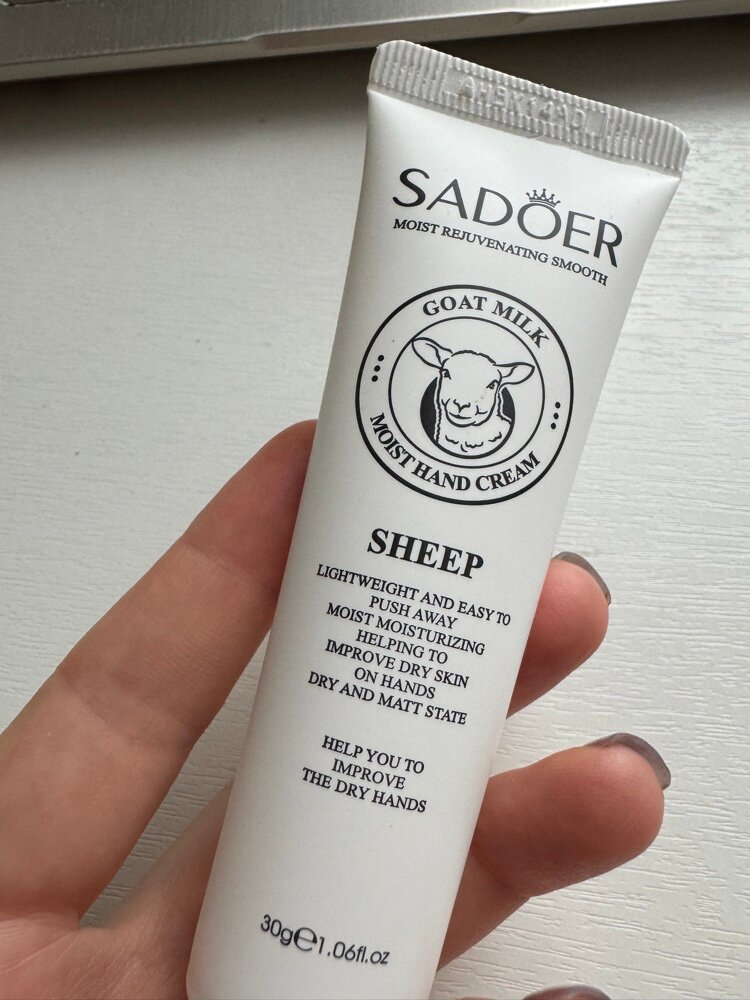 SADOER
MOIST REJUVENATING SMOOTH
GOAT MILK
MOIST HAND CREAM
SHEEP
LIGHTWEIGHT AND EASY TO
PUSH AWAY
MOIST MOISTURIZING
HELPING TO
IMPROVE DRY SKIN
ON HANDS
DRY AND MATT STATE
HELP YOU TO
IMPROVE
THE DRY HANDS
30g℮1.06fl.oz